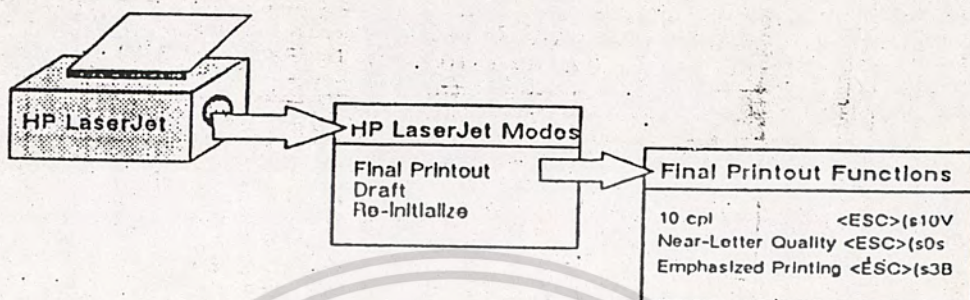 HP LaserJet
HP LaserJet Modes
Final Printout
Draft
Re-Initialize
Final Printout Functions
10 cpi <ESC>(s10V
Near-Letter Quality <ESC>(s0s
Emphasized Printing <ESC>(s3B